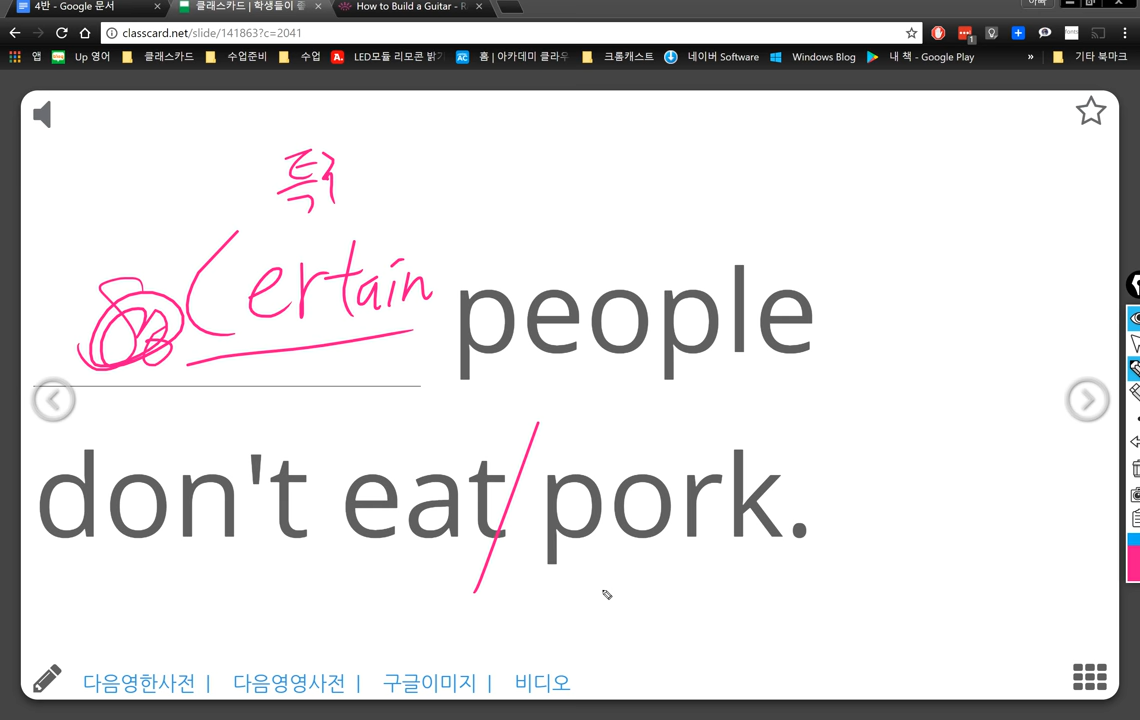 4반 - Google 문서
클래스카드 | 학생들이 좋
How to Build a Guitar - R
아빠
classcard.net/slide/141863?c=2041
앱 Up 영어 클래스카드 수업준비 수업 LED모듈 리모콘 밝기 홈 | 아카데미 클라우 크롬캐스트 네이버 Software Windows Blog 내 책 - Google Play » 기타 북마크
Certain people
don't eat pork.
다음영한사전 | 다음영영사전 | 구글이미지 | 비디오